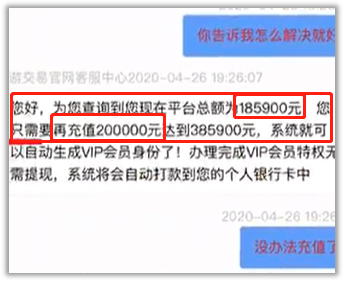 你告诉我怎么解决就好
游交易官网客服中心2020-04-26 19:26:07
您好，为您查询到您现在平台总额为185900元，您
只需要再充值200000元达到385900元，系统就可
以自动生成VIP会员身份了！办理完成VIP会员特权无
需提现，系统将会自动打款到您的个人银行卡中
2020-04-26 19:26
没办法充值了